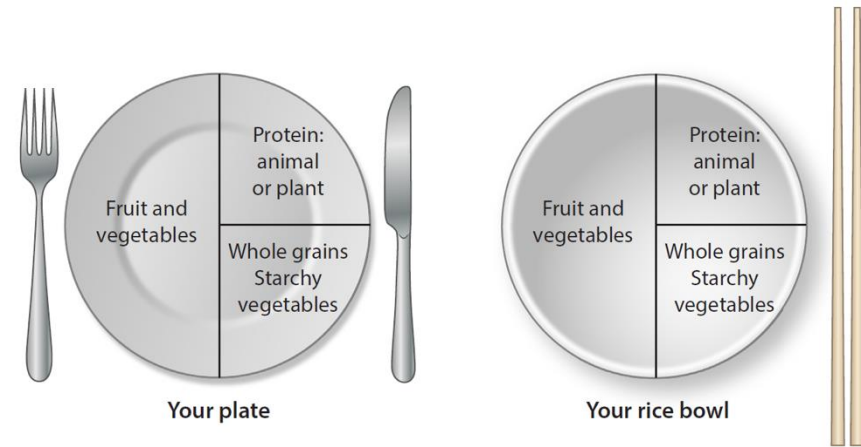 Fruit and
vegetables
Protein:
animal
or plant
Whole grains
Starchy
vegetables
Your plate
Fruit and
vegetables
Protein:
animal
or plant
Whole grains
Starchy
vegetables
Your rice bowl